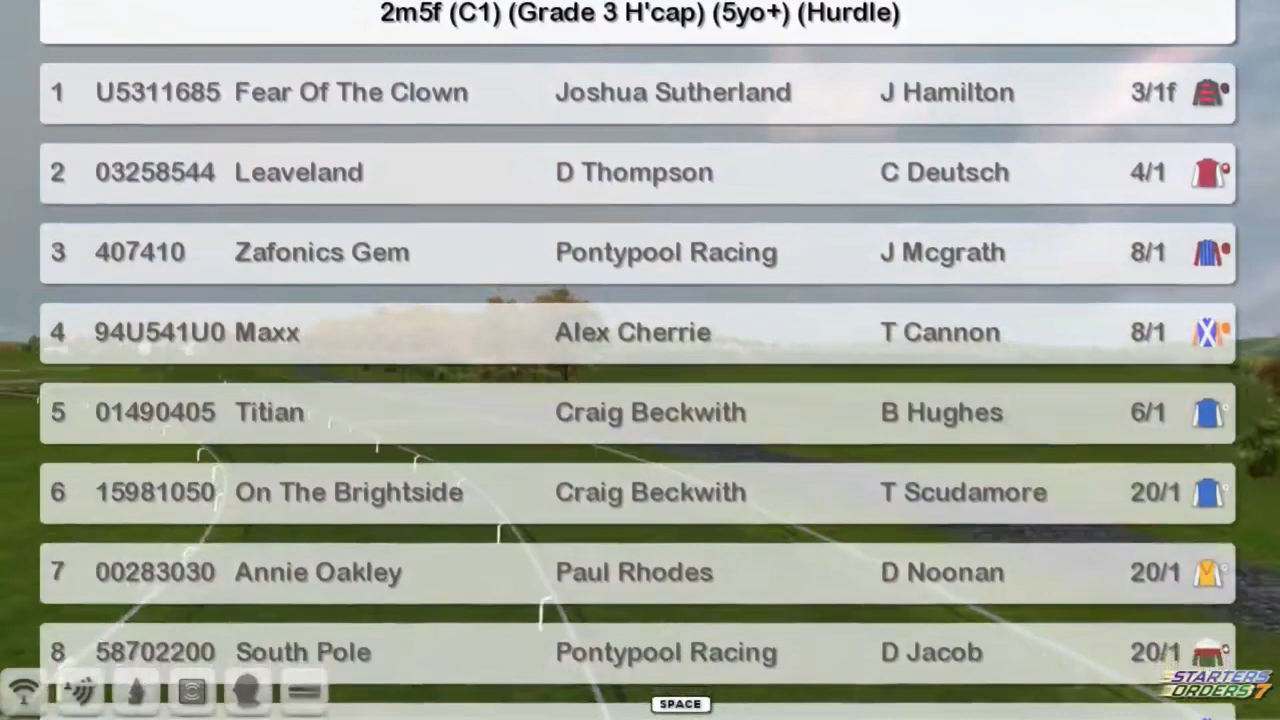 2m5f (C1) (Grade 3 H'cap) (5yo+) (Hurdle)
1 U5311685 Fear Of The Clown Joshua Sutherland J Hamilton 3/1f
2 03258544 Leaveland D Thompson C Deutsch 4/1
3 407410 Zafonics Gem Pontypool Racing J Mcgrath 8/1
4 94U541U0 Maxx Alex Cherrie T Cannon 8/1
5 01490405 Titian Craig Beckwith B Hughes 6/1
6 15981050 On The Brightside Craig Beckwith T Scudamore 20/1
7 00283030 Annie Oakley Paul Rhodes D Noonan 20/1
8 58702200 South Pole Pontypool Racing D Jacob 20/1
STARTERS
ORDERS 7
SPACE